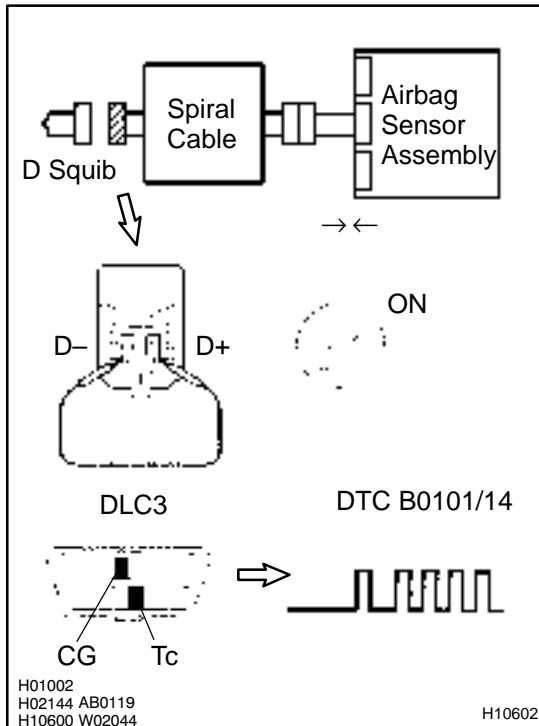 Spiral
Cable
Airbag
Sensor
Assembly
D Squib
D–
D+
ON
DLC3
DTC B0101/14
CG
Tc
H01002
H02144 AB0119
H10600 W02044
H10602